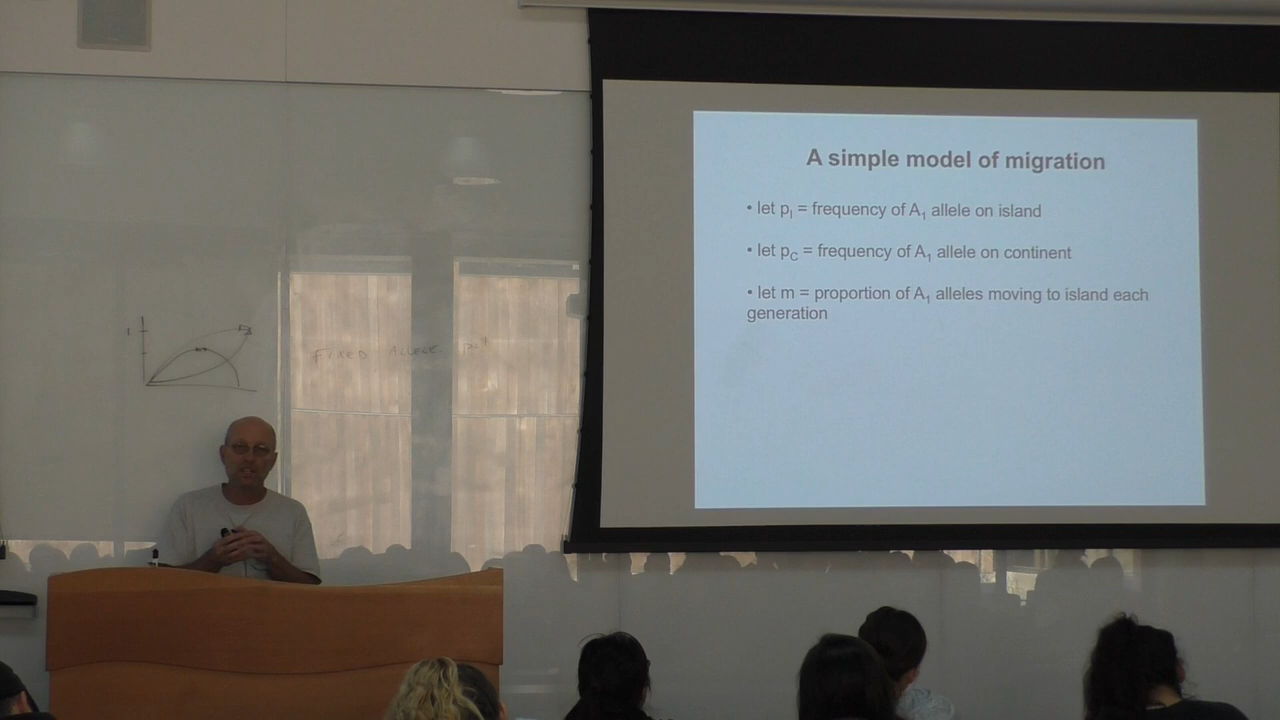 A simple model of migration
• let pI = frequency of A1 allele on island
• let pC = frequency of A1 allele on continent
• let m = proportion of A1 alleles moving to island each
generation
1
FIXED ALLELE